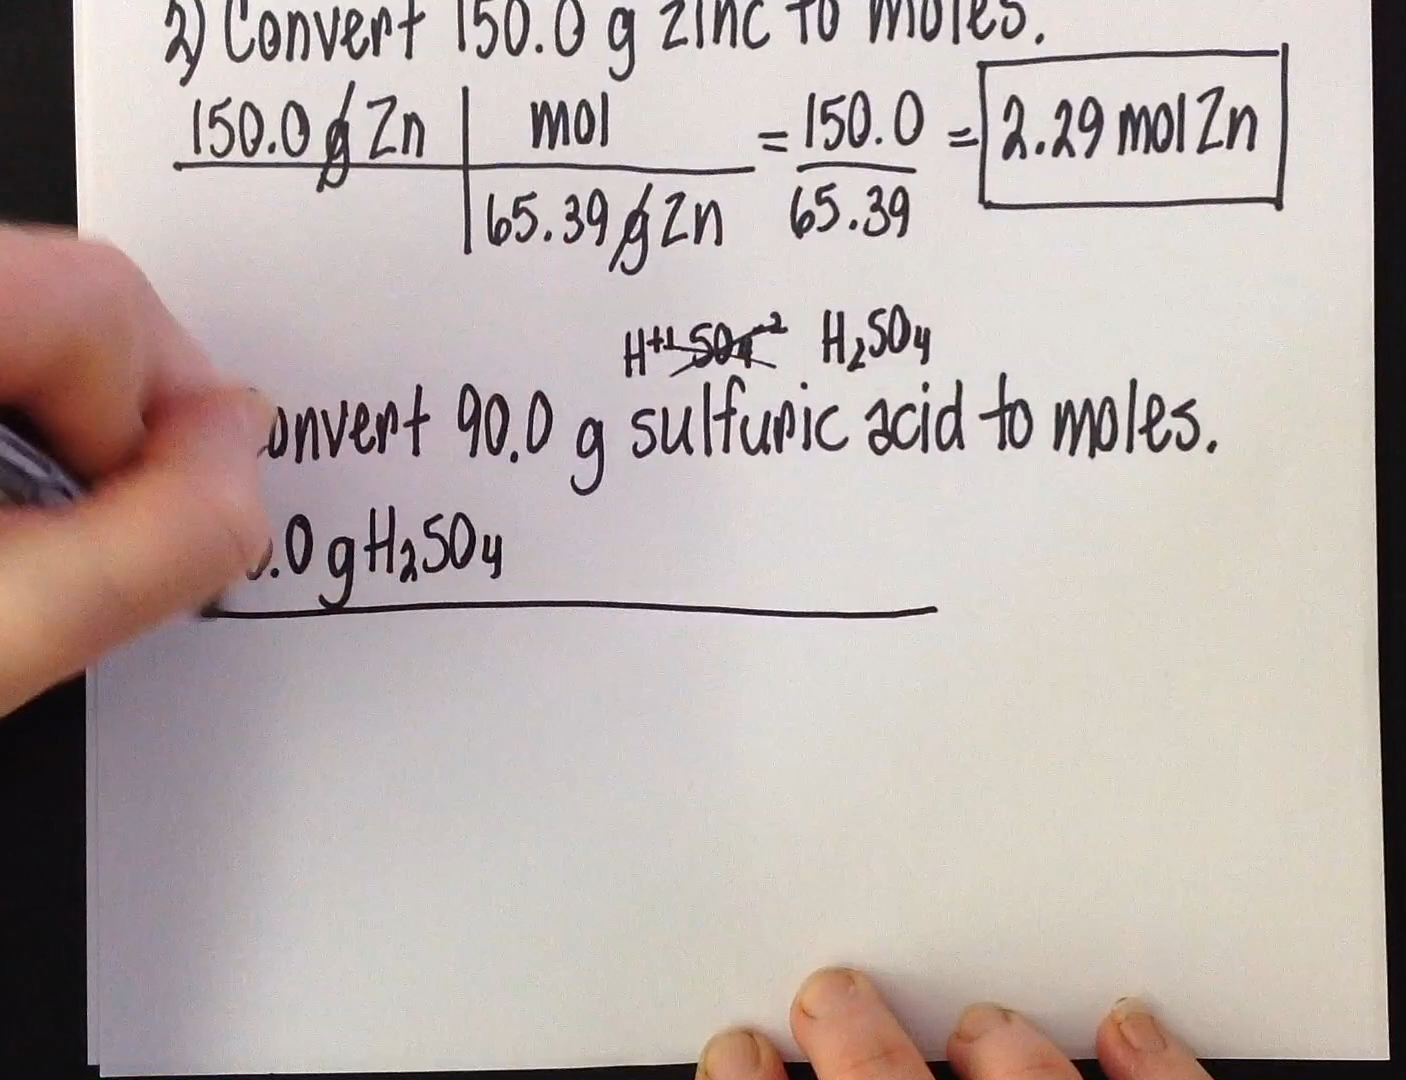 2) Convert 150.0 g zinc to moles.
150.0 g Zn | mol = 150.0 = 2.29 mol Zn
65.39 g Zn 65.39
H+1 SO4-2 H2SO4
onvert 90.0 g sulfuric acid to moles.
.0 g H2SO4